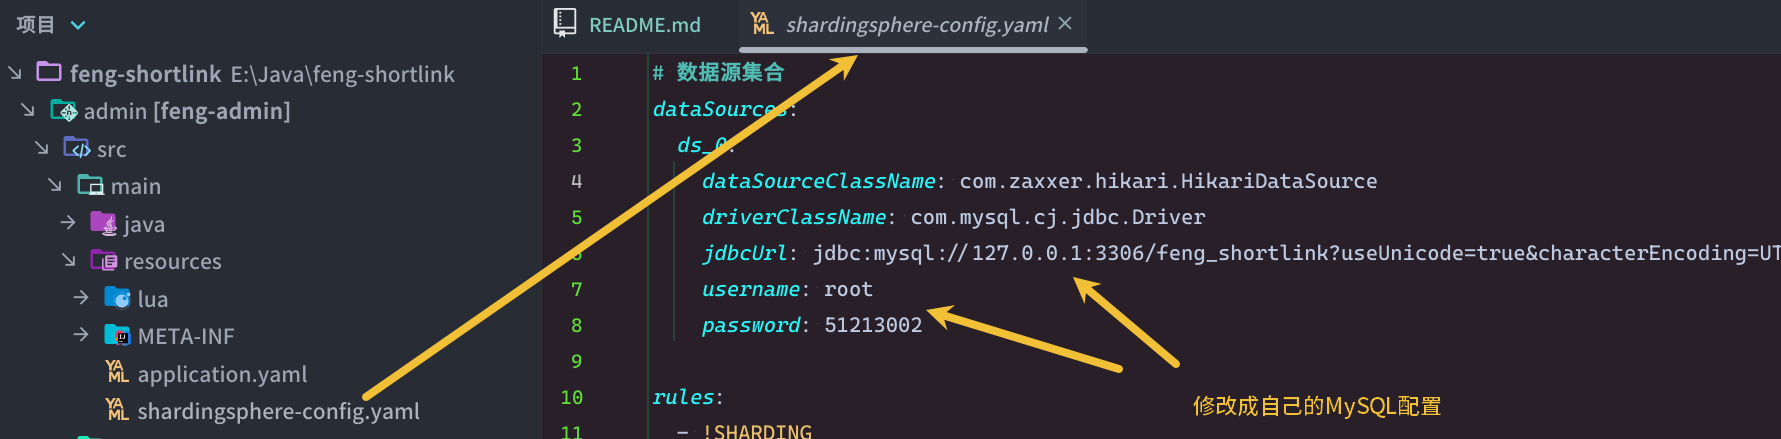 项目
feng-shortlink E:\Java\feng-shortlink
admin [feng-admin]
src
main
java
resources
lua
META-INF
application.yaml
shardingsphere-config.yaml
README.md
shardingsphere-config.yaml ×
1 # 数据源集合
2 dataSources:
3 ds_0:
4 dataSourceClassName: com.zaxxer.hikari.HikariDataSource
5 driverClassName: com.mysql.cj.jdbc.Driver
6 jdbcUrl: jdbc:mysql://127.0.0.1:3306/feng_shortlink?useUnicode=true&characterEncoding=UT
7 username: root
8 password: 51213002
9
10 rules:
11 - !SHARDING
修改成自己的MySQL配置